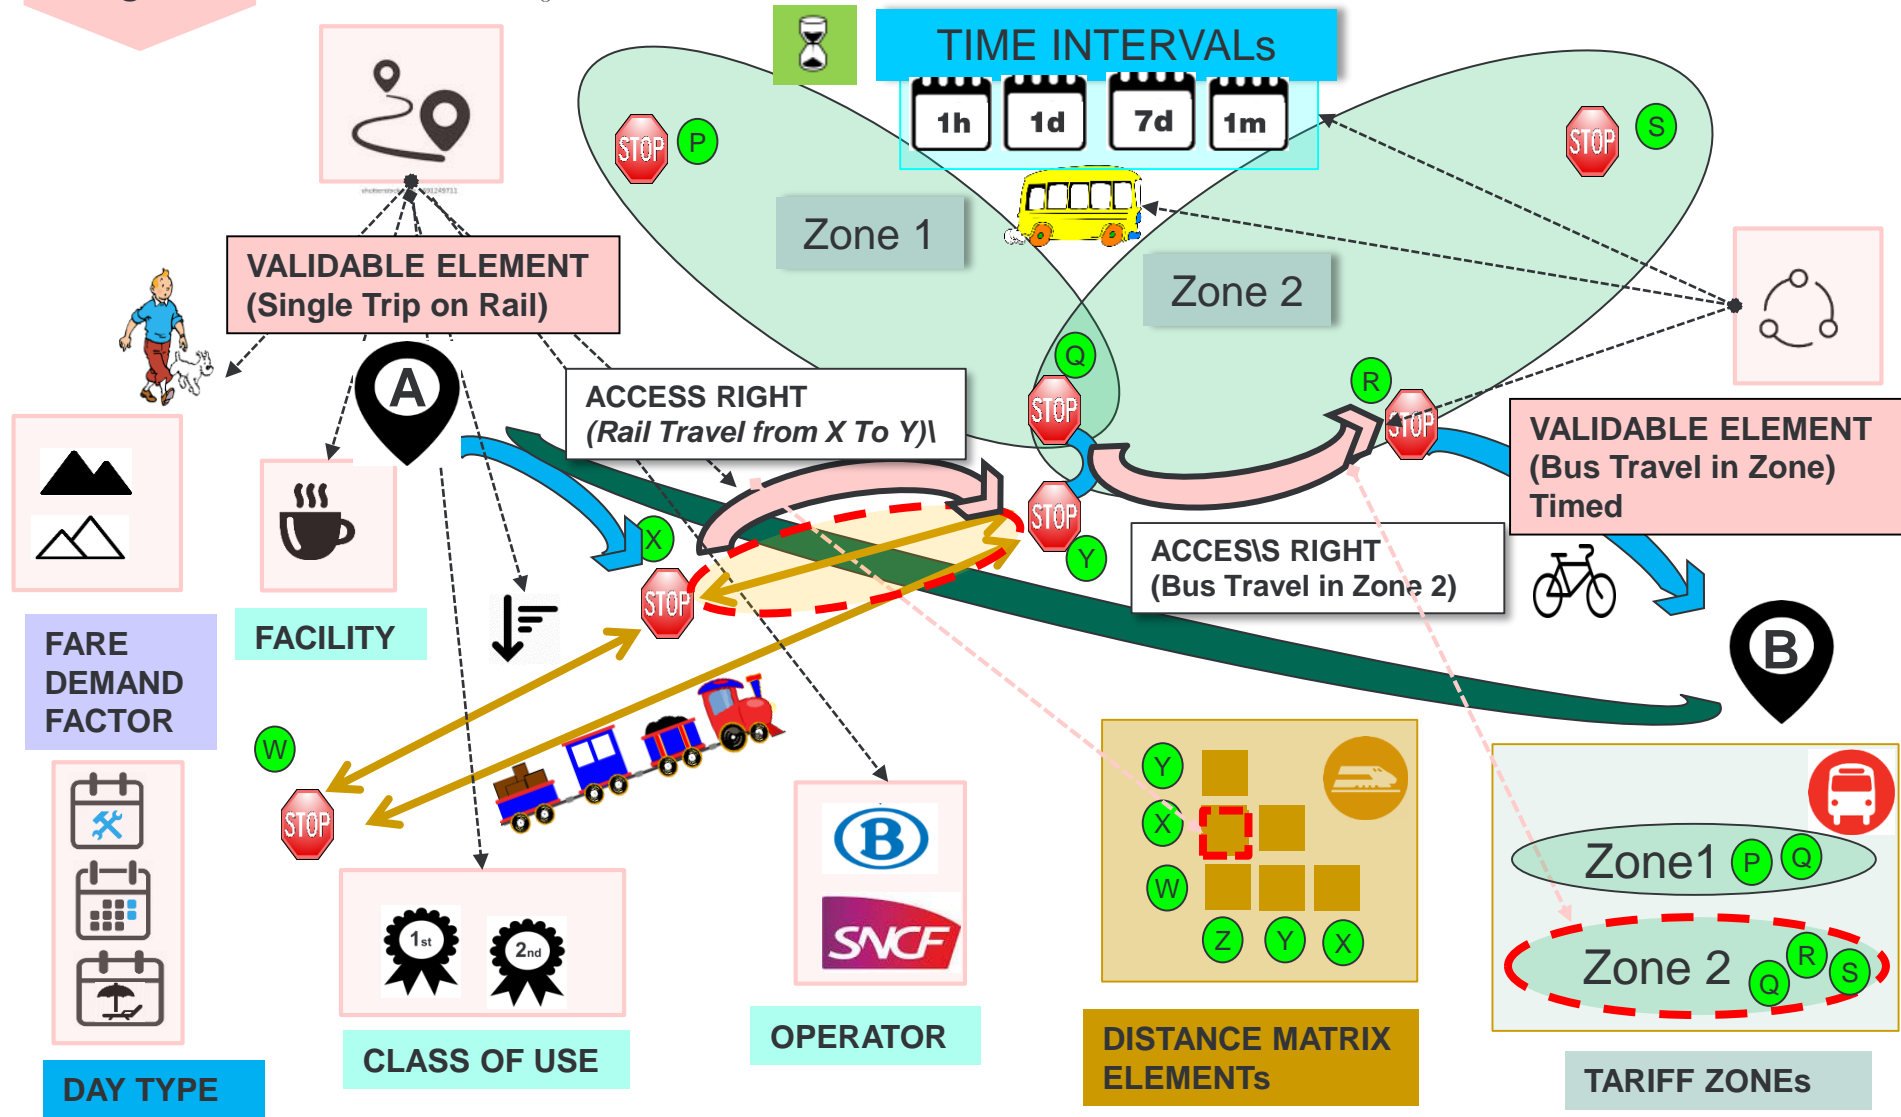 TIME INTERVALs
1h
1d
7d
1m
STOP
P
STOP
S
Zone 1
Zone 2
VALIDABLE ELEMENT
(Single Trip on Rail)
A
ACCESS RIGHT
(Rail Travel from X To Y)\
Q
STOP
R
STOP
VALIDABLE ELEMENT
(Bus Travel in Zone)
Timed
X
STOP
STOP
Y
ACCES\S RIGHT
(Bus Travel in Zone 2)
FARE
DEMAND
FACTOR
FACILITY
B
W
STOP
Y
X
W
Z
Y
X
Zone1
P
Q
Zone 2
Q
R
S
1st
2nd
B
SNCF
DAY TYPE
CLASS OF USE
OPERATOR
DISTANCE MATRIX
ELEMENTs
TARIFF ZONEs